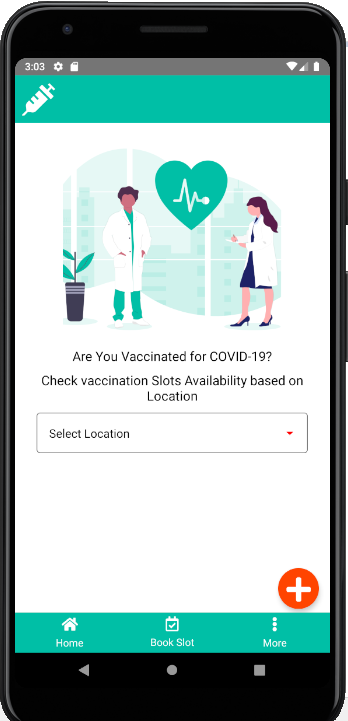 3:03
Are You Vaccinated for COVID-19?
Check vaccination Slots Availability based on
Location
Select Location
Home
Book Slot
More